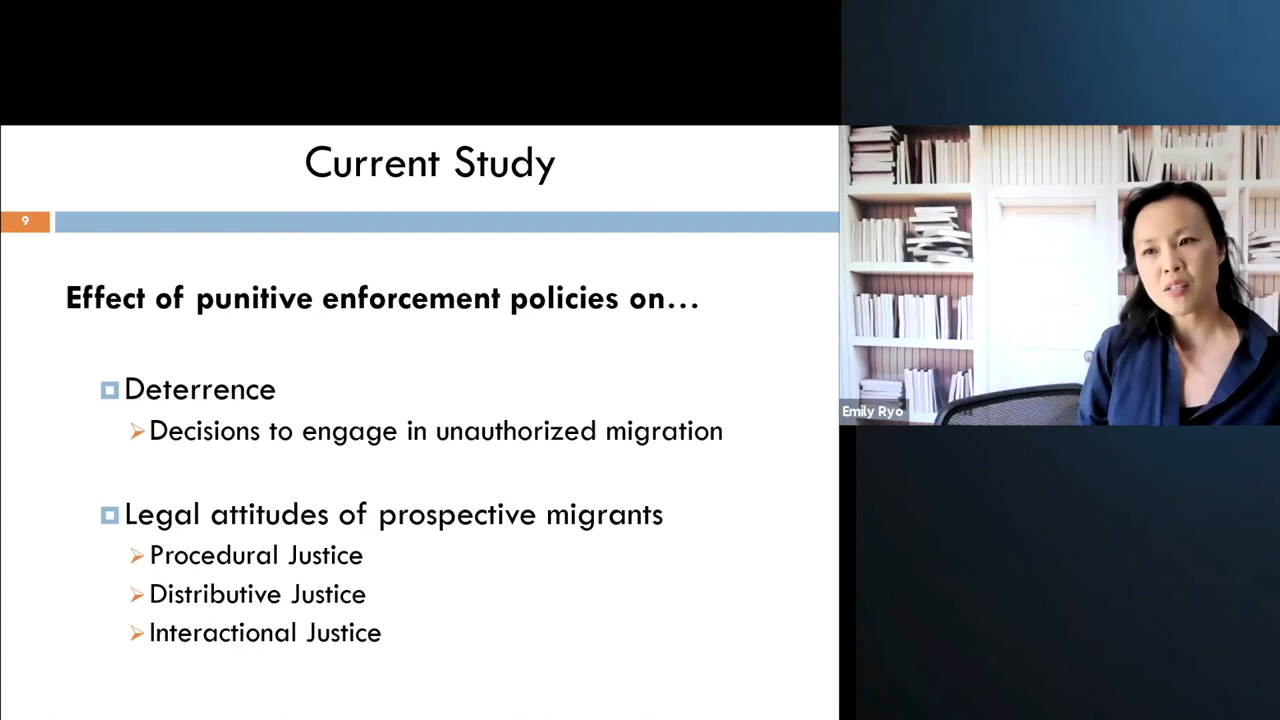 Current Study
9
Effect of punitive enforcement policies on...
Deterrence
Decisions to engage in unauthorized migration
Legal attitudes of prospective migrants
Procedural Justice
Distributive Justice
Interactional Justice
Emily Ryo